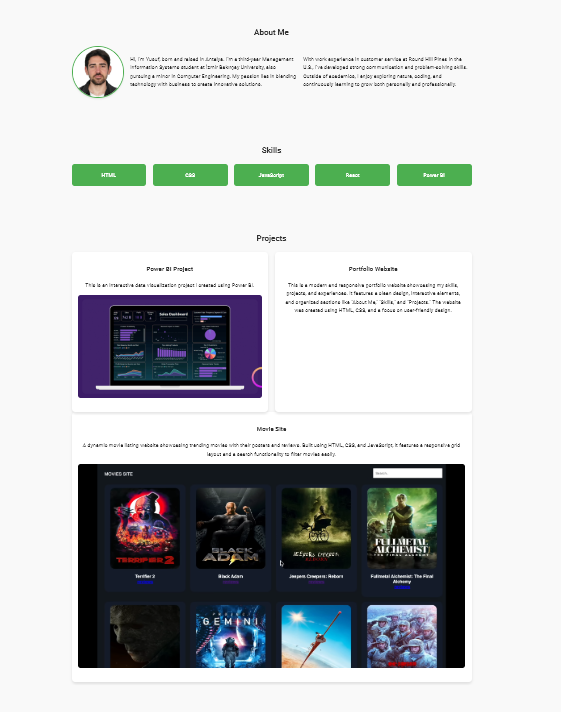 About Me
Hi, I'm Yusuf, born and raised in Antalya. I'm a third-year Management
Information Systems student at İzmir Bakırçay University, also
pursuing a minor in Computer Engineering. My passion lies in blending
technology with business to create innovative solutions.
With work experience in customer service at Round Hill Pines in the
U.S., I've developed strong communication and problem-solving skills.
Outside of academics, I enjoy exploring nature, adding, and
continuously learning to grow both personally and professionally.
Skills
HTML
CSS
JavaScript
React
Power BI
Projects
Power BI Project
This is an interactive data visualization project I created using Power BI.
Sales Dashboard
Portfolio Website
This is a modern and responsive portfolio website showcasing my skills,
projects, and experiences. It features a clean design, interactive elements,
and organized sections like "About Me," "Skills," and "Projects." The website
was created using HTML, CSS, and a focus on user-friendly design.
Movie Site
A dynamic movie listing website showcasing trending movies with their posters and reviews. Built using HTML, CSS, and JavaScript, it features a responsive grid
layout and a search functionality to filter movies easily.
MOVIES SITE
Search
TERRIFIER 2
BLACK ADAM
JEEPERS CREEPERS
FULLMETAL
ALCHEMIST
Terrifier 2
Black Adam
Jeepers Creepers: Reborn
Fullmetal Alchemist: The Final
Alchemy
PROJECT
GEMINI